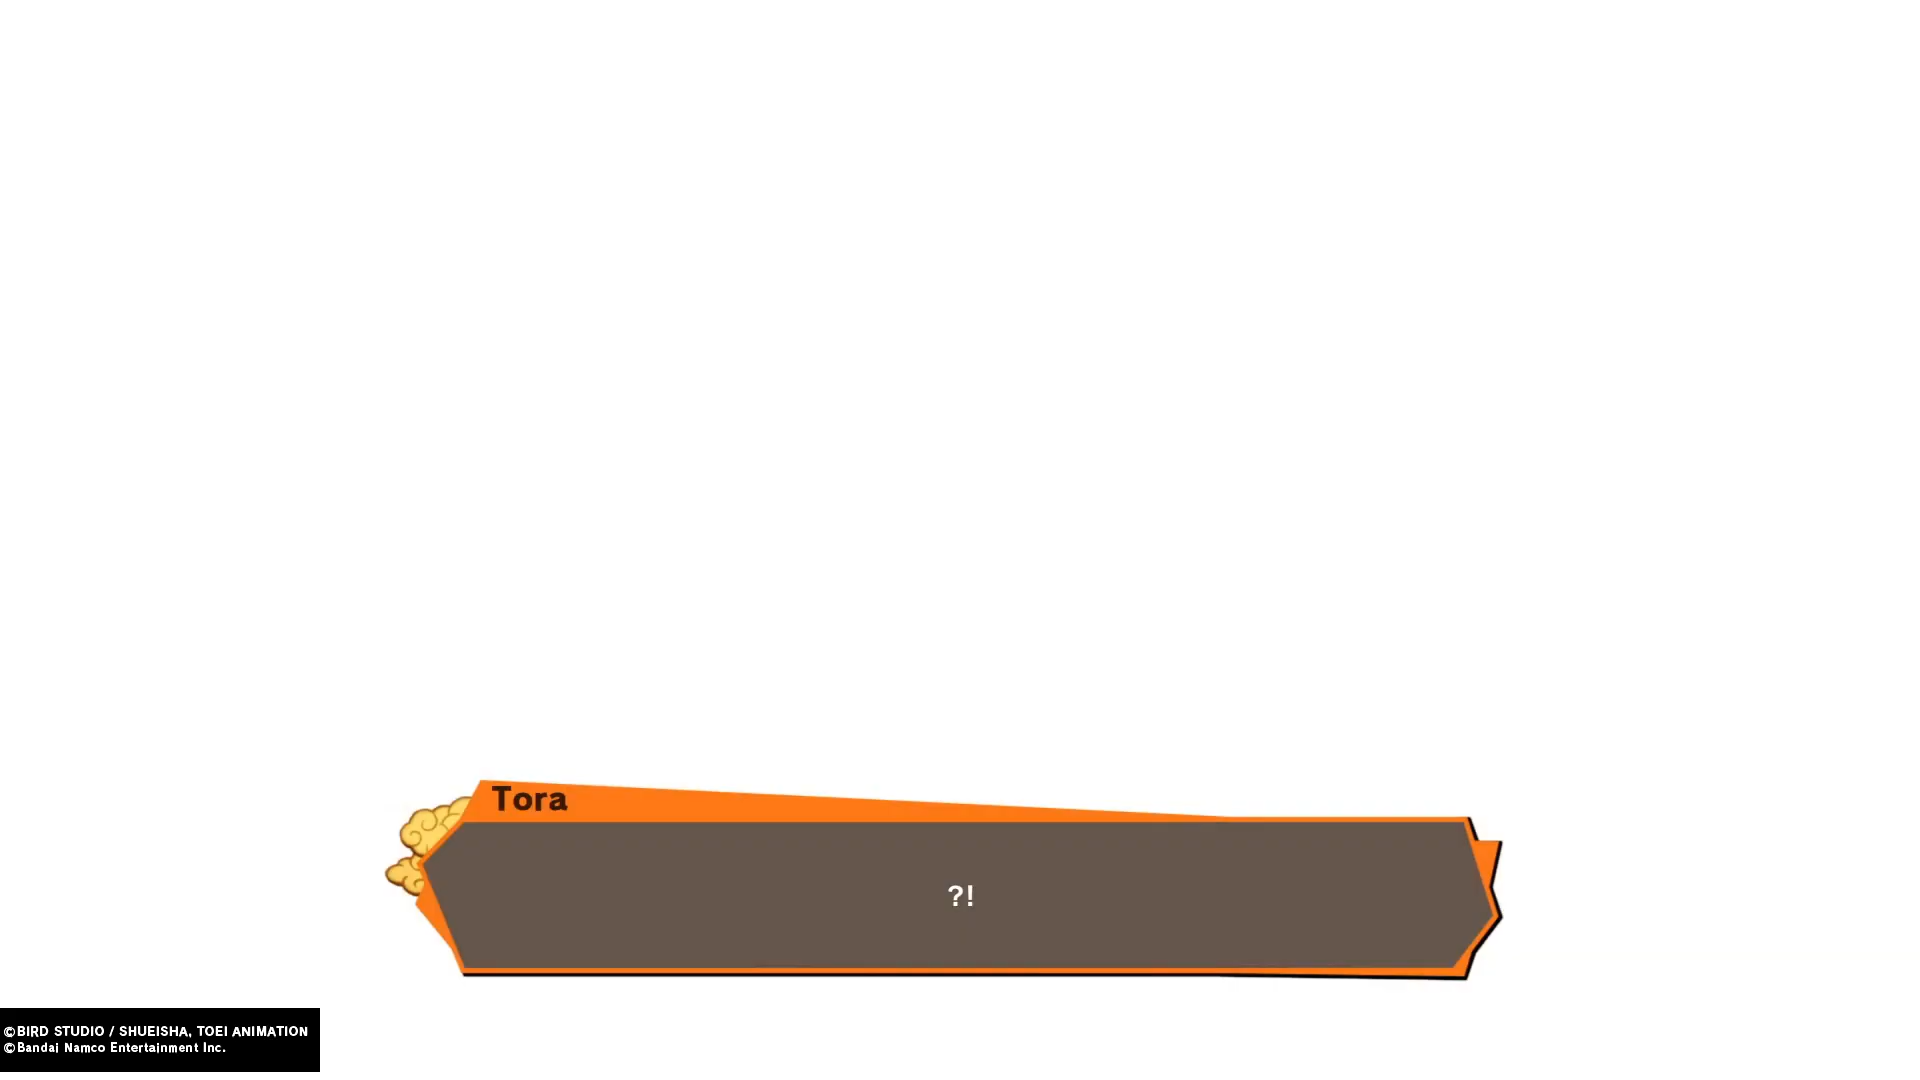 Tora
?!
©BIRD STUDIO / SHUEISHA, TOEI ANIMATION
©Bandai Namco Entertainment Inc.